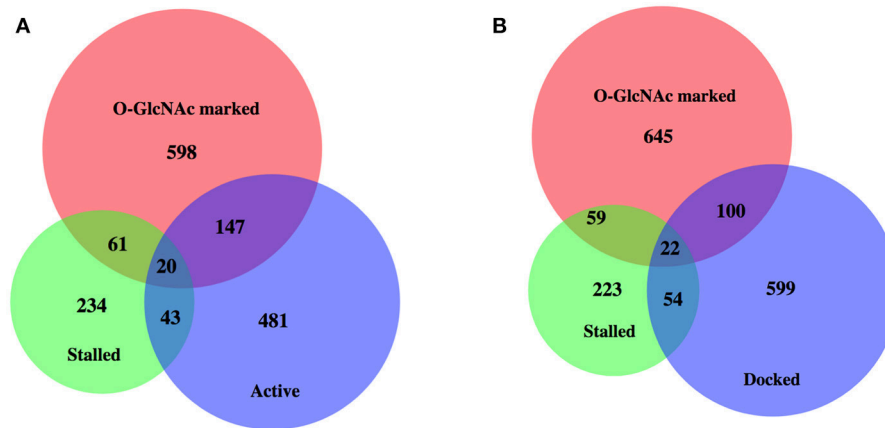 A
O-GlcNAc marked
598
147
61
20
234
43
481
Stalled
Active
B
O-GlcNAc marked
645
59
100
22
223
54
599
Stalled
Docked